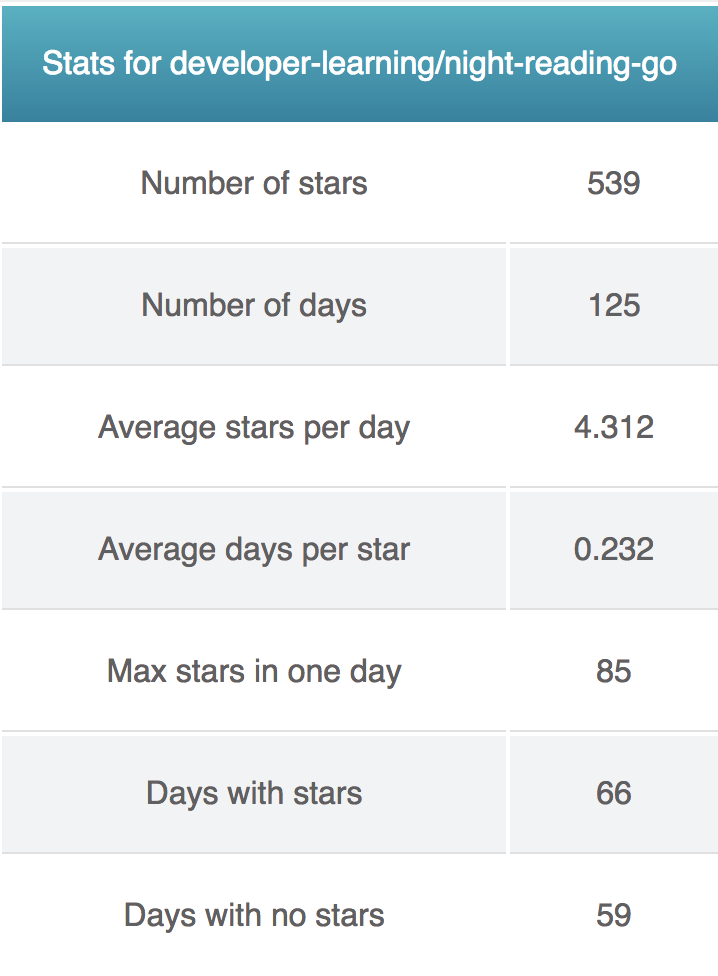 Stats for developer-learning/night-reading-go
Number of stars 539
Number of days 125
Average stars per day 4.312
Average days per star 0.232
Max stars in one day 85
Days with stars 66
Days with no stars 59